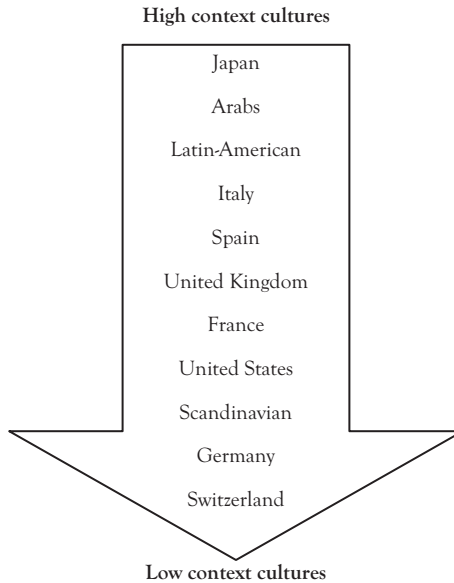 High context cultures
Japan
Arabs
Latin-American
Italy
Spain
United Kingdom
France
United States
Scandinavian
Germany
Switzerland
Low context cultures